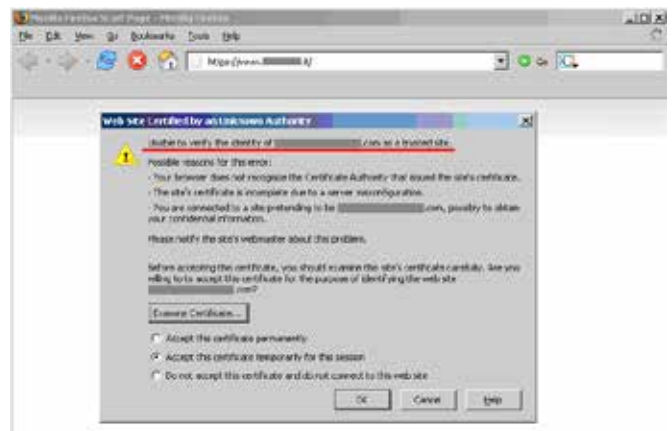 Mozilla Firefox Start Page - Mozilla Firefox
File Edit View Go Bookmarks Tools Help
https://www. .it/ Go
Web Site Certified by an Unknown Authority
Unable to verify the identity of .com as a trusted site.
Possible reasons for this error:
- Your browser does not recognize the Certificate Authority that issued the site's certificate.
- The site's certificate is incomplete due to a server misconfiguration.
- You are connected to a site pretending to be .com, possibly to obtain
your confidential information.
Please notify the site's webmaster about this problem.
Before accepting this certificate, you should examine this site's certificate carefully. Are you
willing to to accept this certificate for the purpose of identifying the web site
.com?
Examine Certificate...
Accept this certificate permanently
Accept this certificate temporarily for this session
Do not accept this certificate and do not connect to this web site
OK Cancel Help